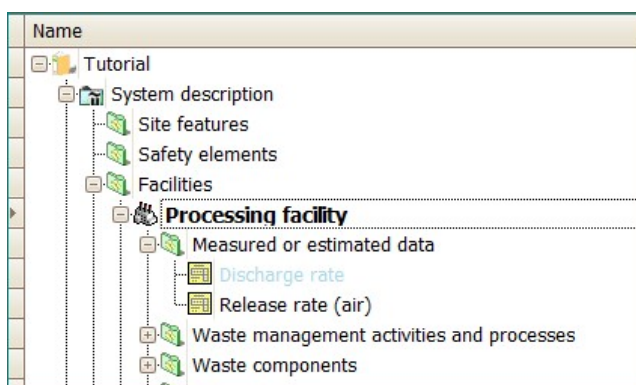 Name
Tutorial
System description
Site features
Safety elements
Facilities
Processing facility
Measured or estimated data
Discharge rate
Release rate (air)
Waste management activities and processes
Waste components